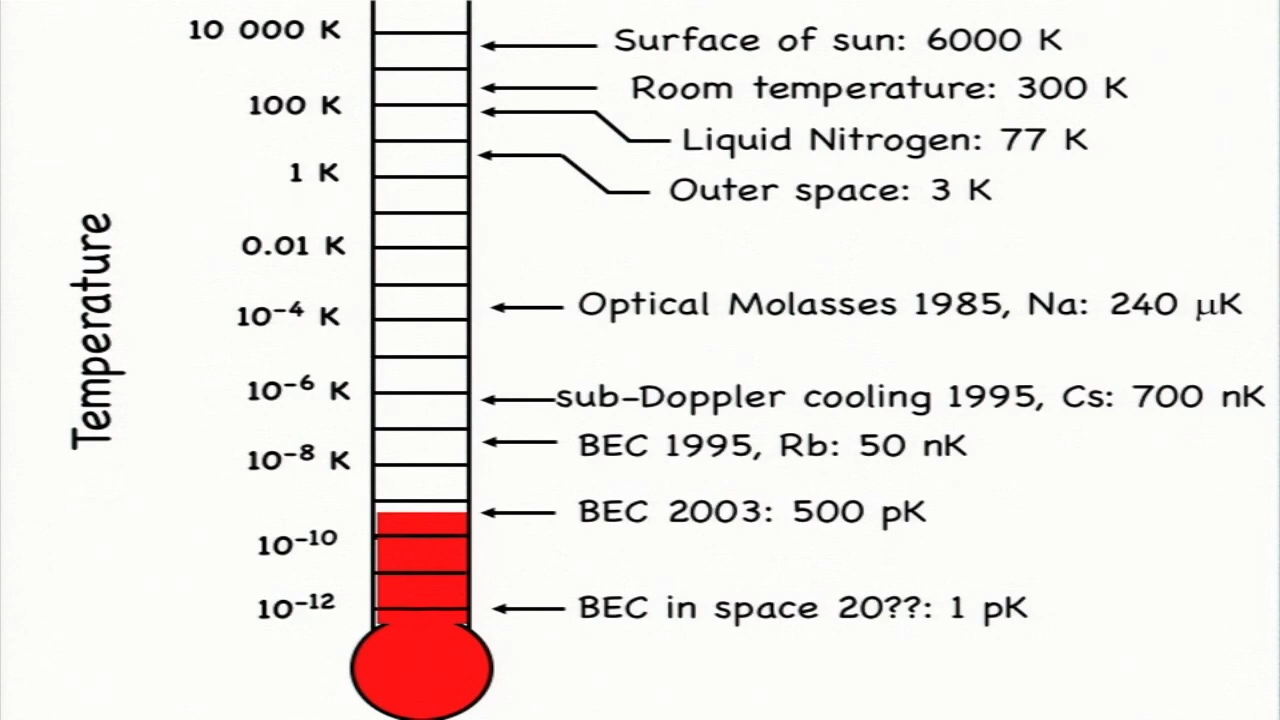 10 000 K
Surface of sun: 6000 K
Room temperature: 300 K
100 K
Liquid Nitrogen: 77 K
1 K
Outer space: 3 K
Temperature
0.01 K
10⁻⁴ K
Optical Molasses 1985, Na: 240 μK
10⁻⁶ K
sub-Doppler cooling 1995, Cs: 700 nK
BEC 1995, Rb: 50 nK
10⁻⁸ K
BEC 2003: 500 pK
10⁻¹⁰
10⁻¹²
BEC in space 20??: 1 pK